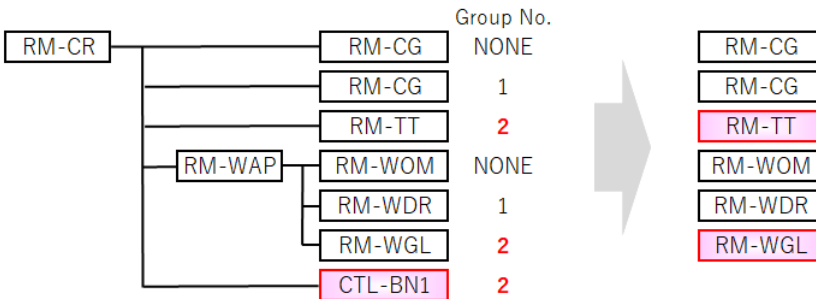 Group No.
RM-CR RM-CG NONE RM-CG
RM-CG 1 RM-CG
RM-TT 2 RM-TT
RM-WAP RM-WOM NONE RM-WOM
RM-WDR 1 RM-WDR
RM-WGL 2 RM-WGL
CTL-BN1 2